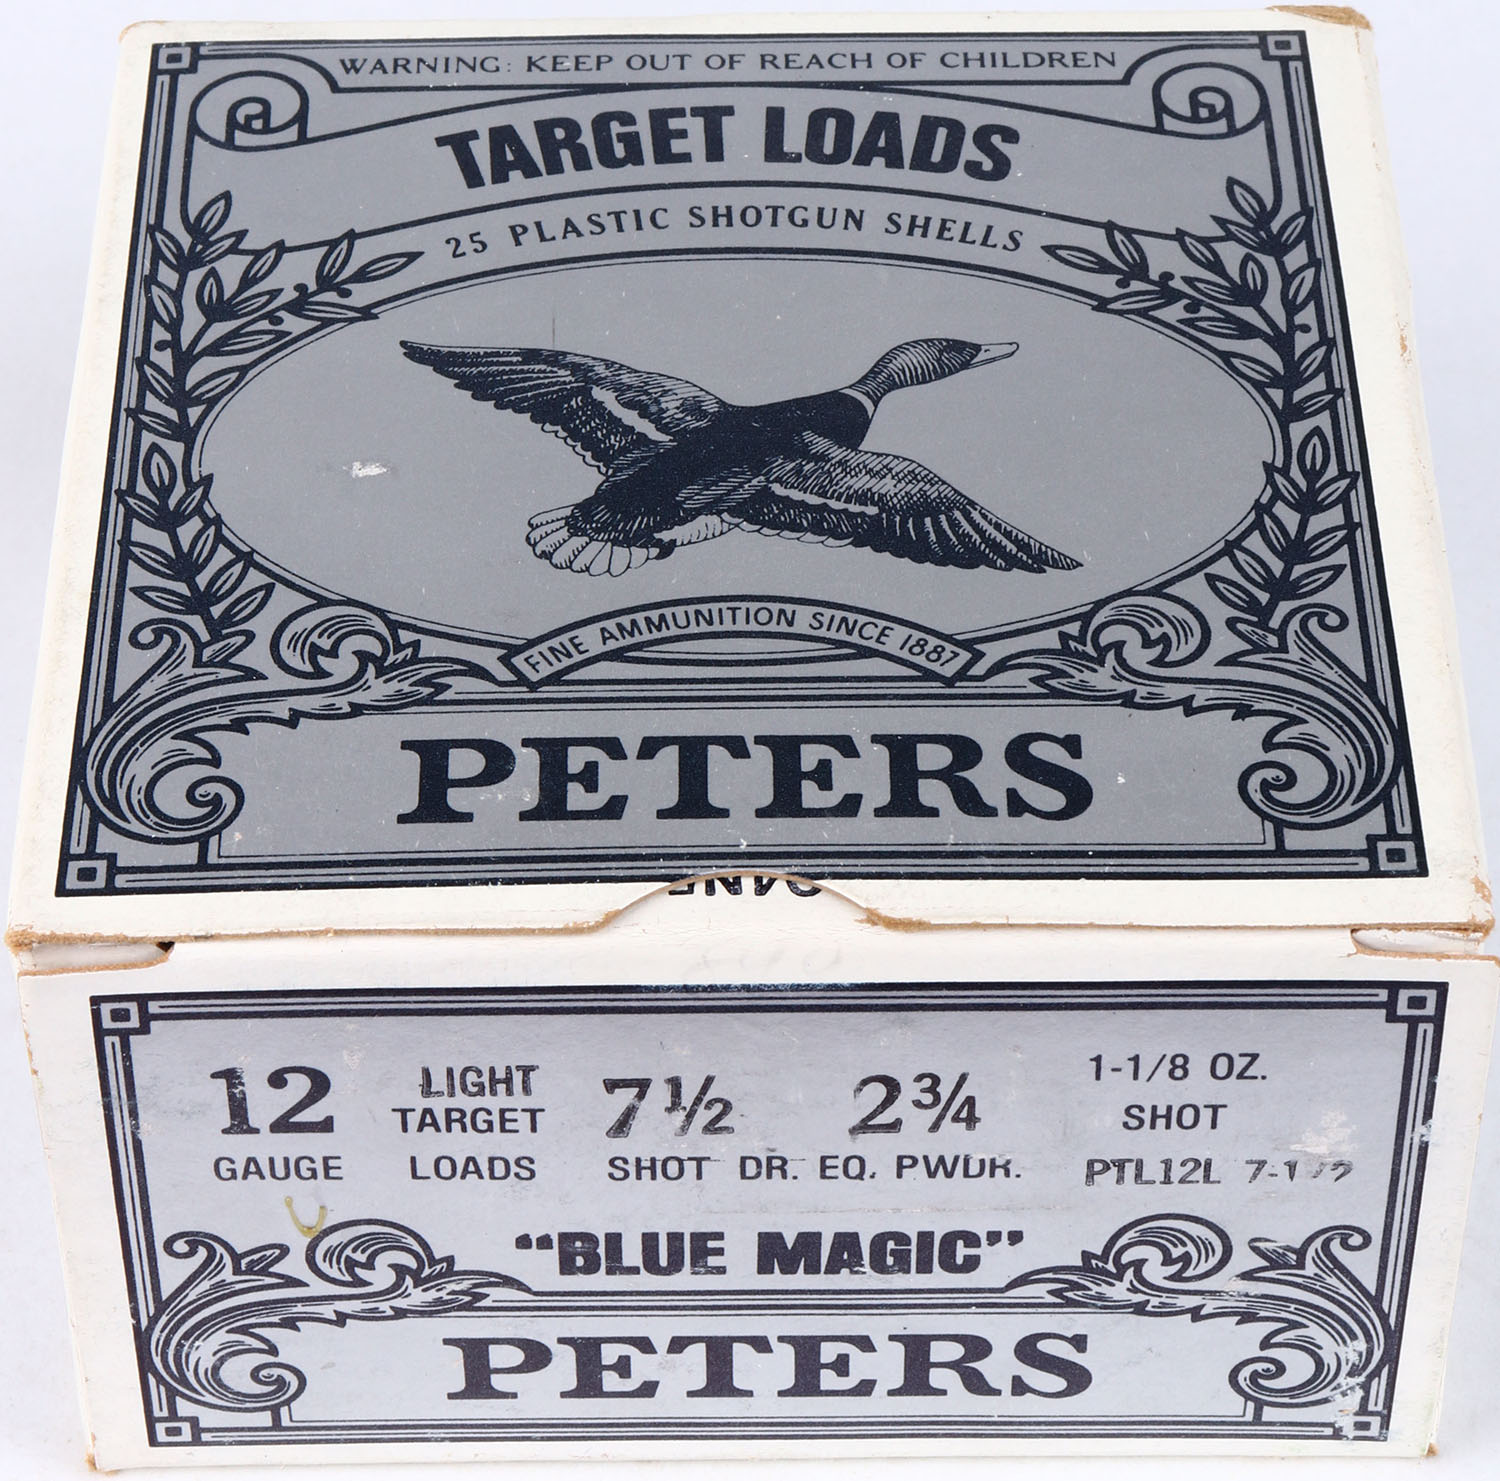 WARNING: KEEP OUT OF REACH OF CHILDREN
TARGET LOADS
25 PLASTIC SHOTGUN SHELLS
FINE AMMUNITION SINCE 1887
PETERS
12 GAUGE
LIGHT TARGET LOADS
7½ SHOT
2¾ DR. EQ. PWDR.
1-1/8 OZ. SHOT
PTL12L 7-1/2
"BLUE MAGIC"
PETERS